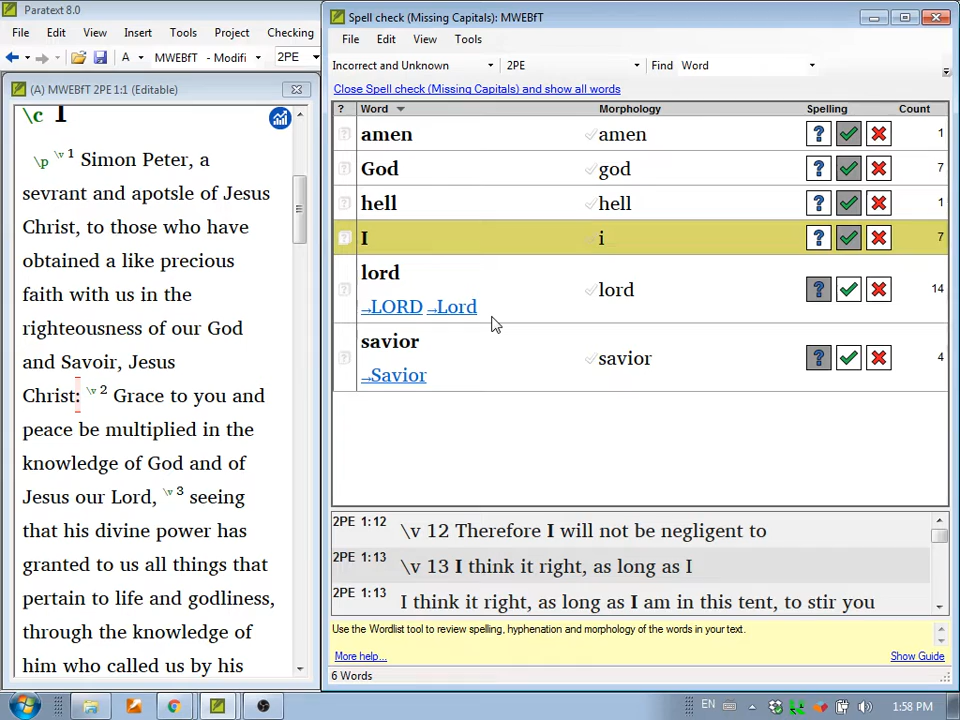 Paratext 8.0
File Edit View Insert Tools Project Checking
A MWEBfT - Modifi 2PE
(A) MWEBfT 2PE 1:1 (Editable)
\c 1
\p \v 1 Simon Peter, a
sevrant and apotsle of Jesus
Christ, to those who have
obtained a like precious
faith with us in the
righteousness of our God
and Savoir, Jesus
Christ: \v 2 Grace to you and
peace be multiplied in the
knowledge of God and of
Jesus our Lord, \v 3 seeing
that his divine power has
granted to us all things that
pertain to life and godliness,
through the knowledge of
him who called us by his
Spell check (Missing Capitals): MWEBfT
File Edit View Tools
Incorrect and Unknown 2PE Find Word
Close Spell check (Missing Capitals) and show all words
? Word Morphology Spelling Count
amen amen ? 1
God god ? 7
hell hell ? 1
I i ? 7
lord
→LORD →Lord lord ? 14
savior
→Savior savior ? 4
2PE 1:12 \v 12 Therefore I will not be negligent to
2PE 1:13 \v 13 I think it right, as long as I
2PE 1:13 I think it right, as long as I am in this tent, to stir you
Use the Wordlist tool to review spelling, hyphenation and morphology of the words in your text.
More help... Show Guide
6 Words
EN 1:58 PM